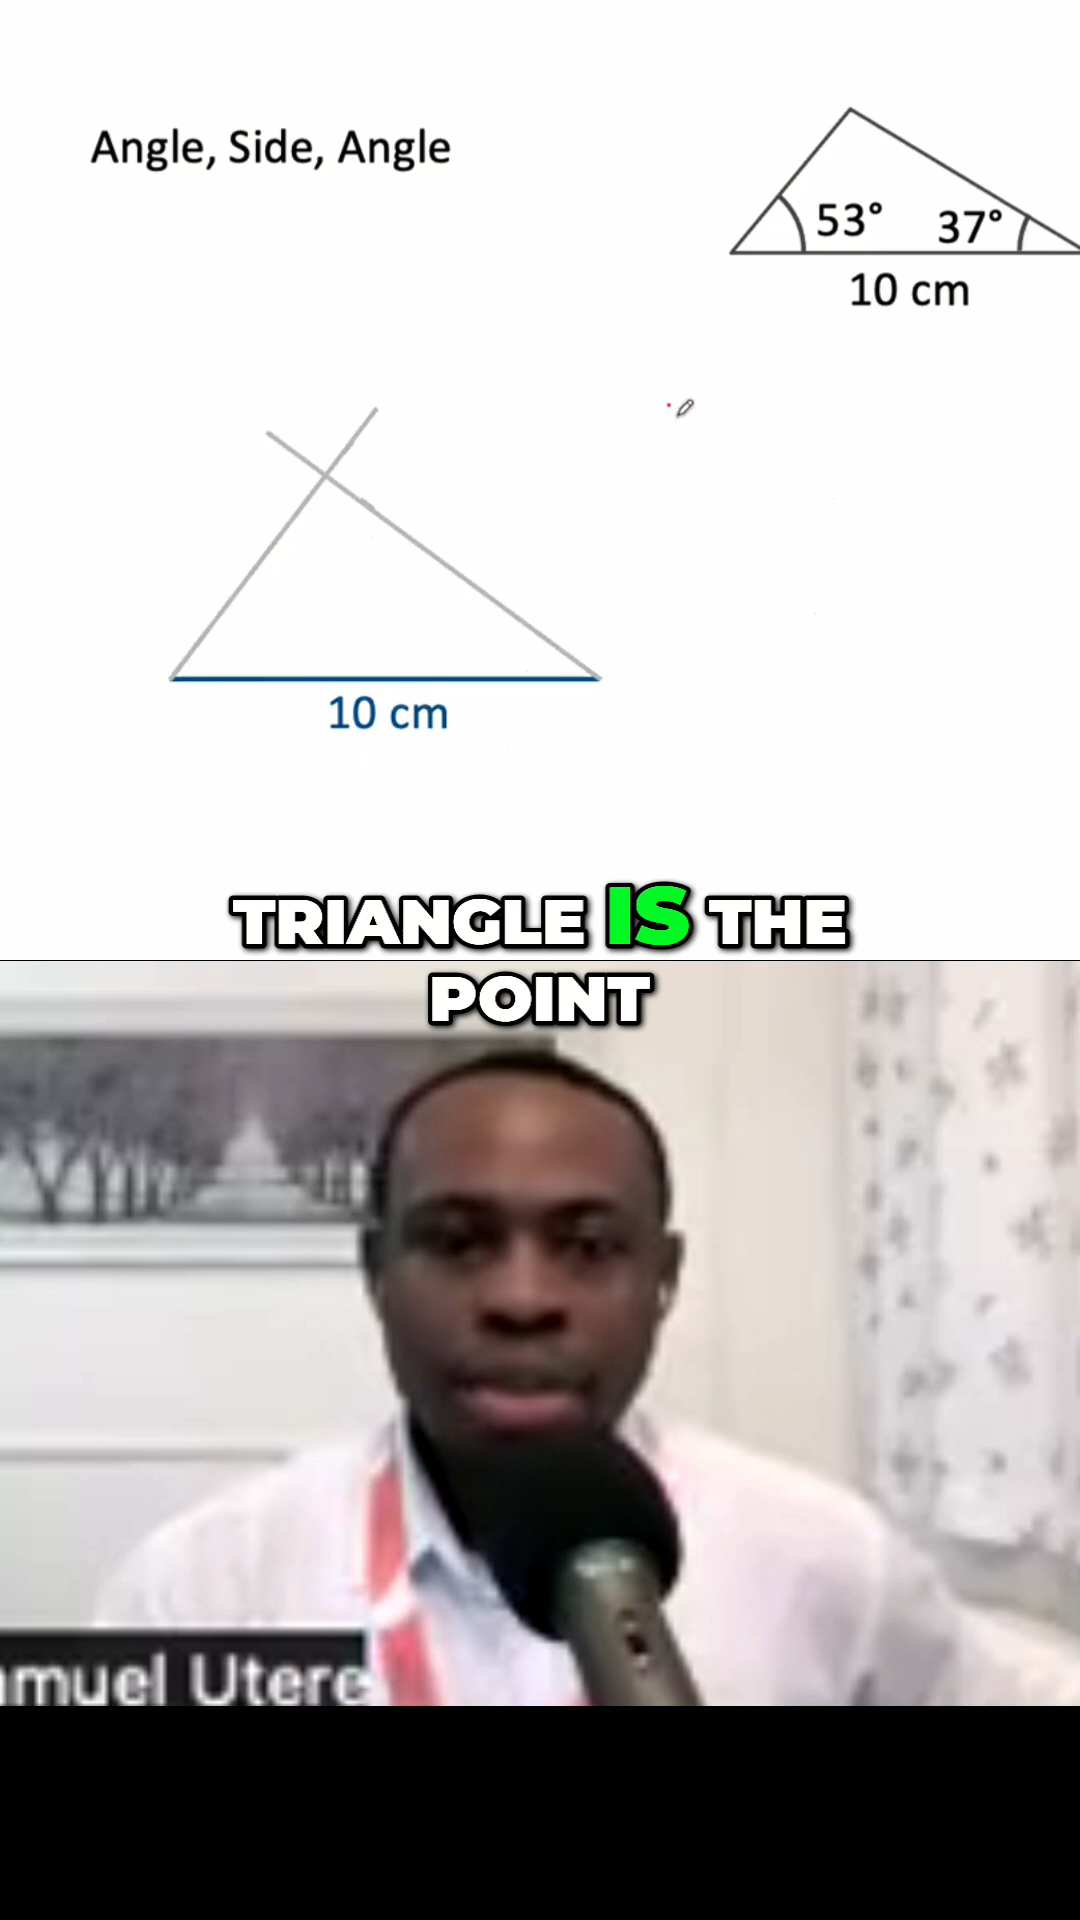 Angle, Side, Angle
53° 37°
10 cm
10 cm
TRIANGLE IS THE
POINT
muel Utere